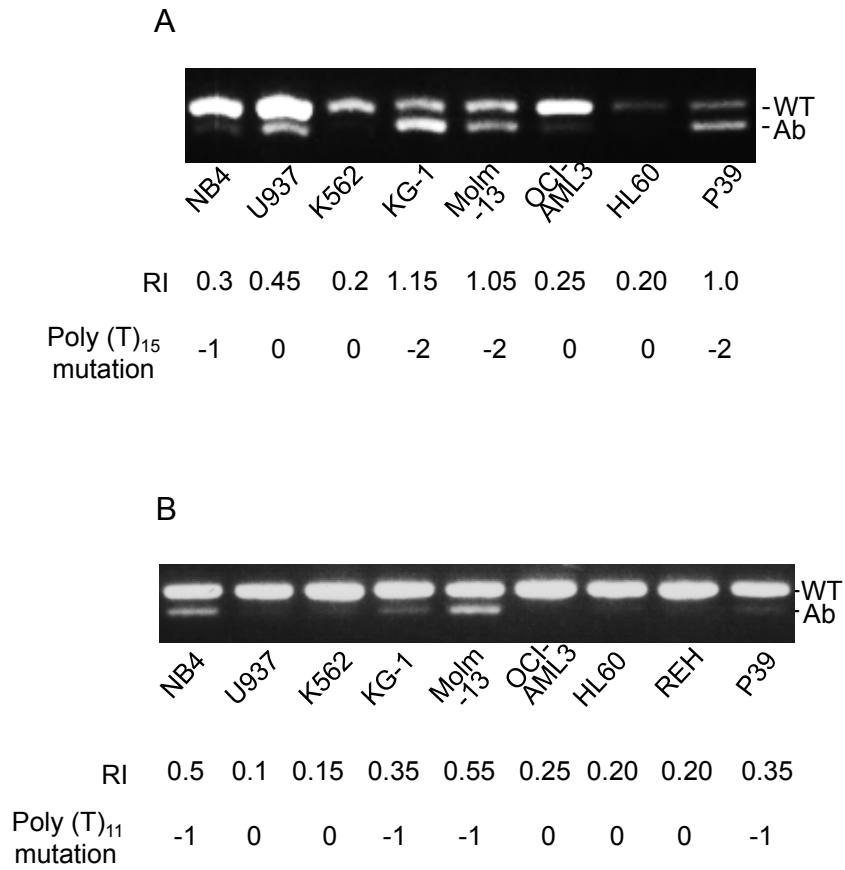 A
-WT
-Ab
NB4 U937 K562 KG-1 Molm-13 OCI-AML3 HL60 P39
RI 0.3 0.45 0.2 1.15 1.05 0.25 0.20 1.0
Poly (T)15
mutation -1 0 0 -2 -2 0 0 -2
B
-WT
-Ab
NB4 U937 K562 KG-1 Molm-13 OCI-AML3 HL60 REH P39
RI 0.5 0.1 0.15 0.35 0.55 0.25 0.20 0.20 0.35
Poly (T)11
mutation -1 0 0 -1 -1 0 0 0 -1